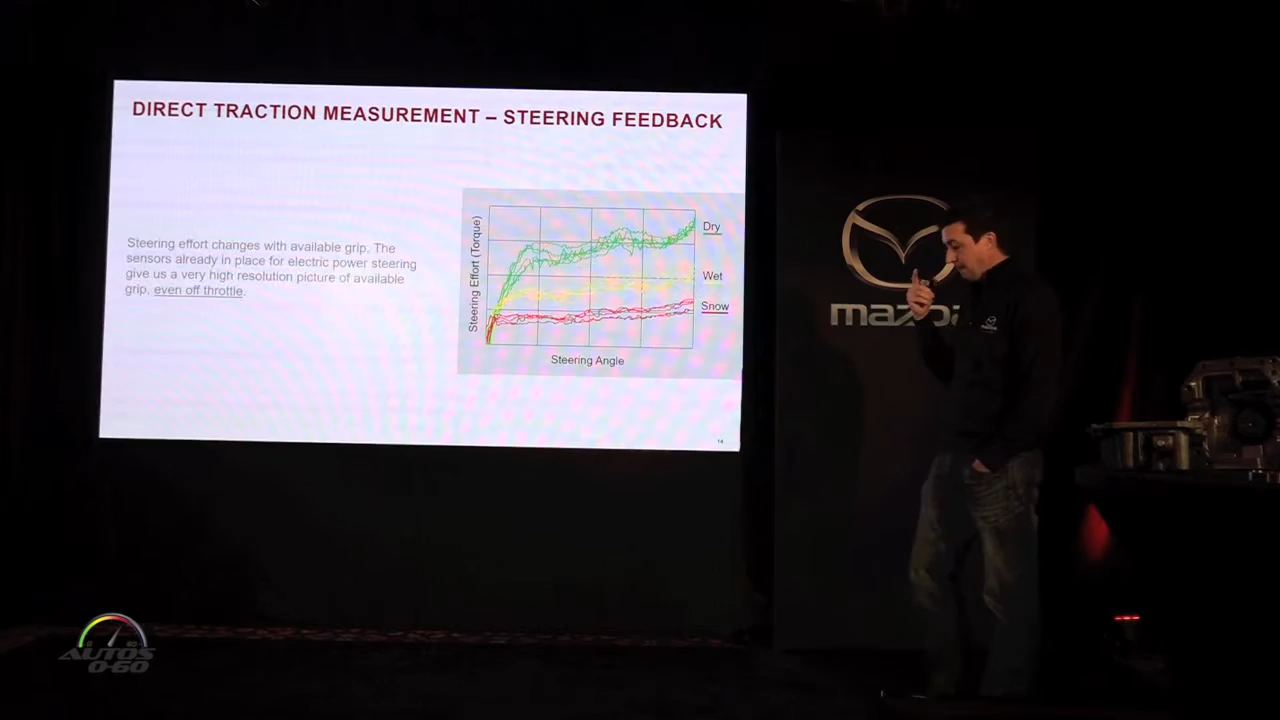 DIRECT TRACTION MEASUREMENT – STEERING FEEDBACK
Steering effort changes with available grip. The
sensors already in place for electric power steering
give us a very high resolution picture of available
grip, even off throttle.
Steering Effort (Torque)
Dry
Wet
Snow
Steering Angle
14
mazda
AUTOS
0-60